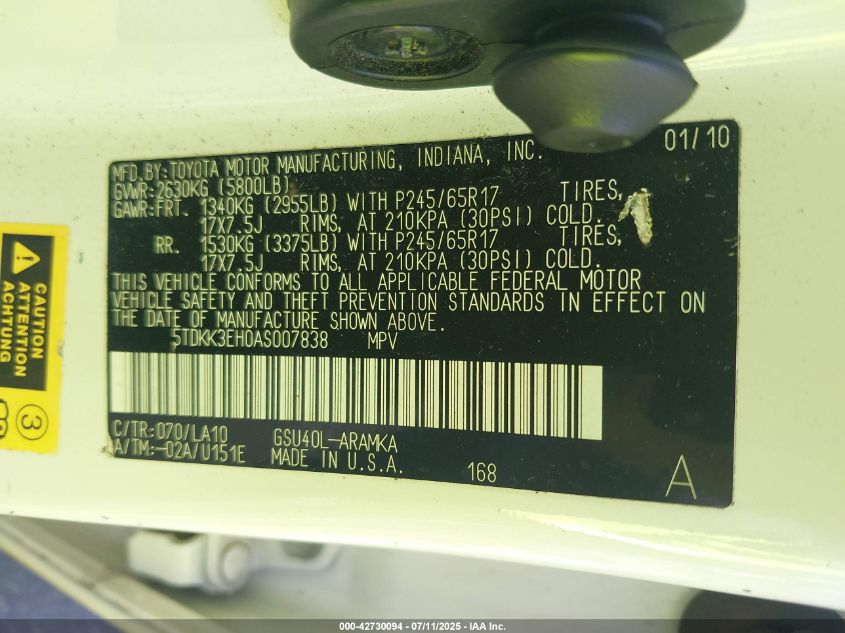 01/10
MFD.BY:TOYOTA MOTOR MANUFACTURING, INDIANA, INC.
GVWR:2630KG (5800LB)
GAWR:FRT. 1340KG (2955LB) WITH P245/65R17 TIRES,
17X7.5J RIMS, AT 210KPA (30PSI) COLD.
RR. 1530KG (3375LB) WITH P245/65R17 TIRES,
17X7.5J RIMS, AT 210KPA (30PSI) COLD.
THIS VEHICLE CONFORMS TO ALL APPLICABLE FEDERAL MOTOR
VEHICLE SAFETY AND THEFT PREVENTION STANDARDS IN EFFECT ON
THE DATE OF MANUFACTURE SHOWN ABOVE.
5TDKK3EH0AS007838 MPV
C/TR:070/LA10 GSU40L-ARAMKA
A/TM:-02A/U151E MADE IN U.S.A.
168
A
CAUTION
ATTENTION
ACHTUNG
3
000-42730094 - 07/11/2025 - IAA Inc.